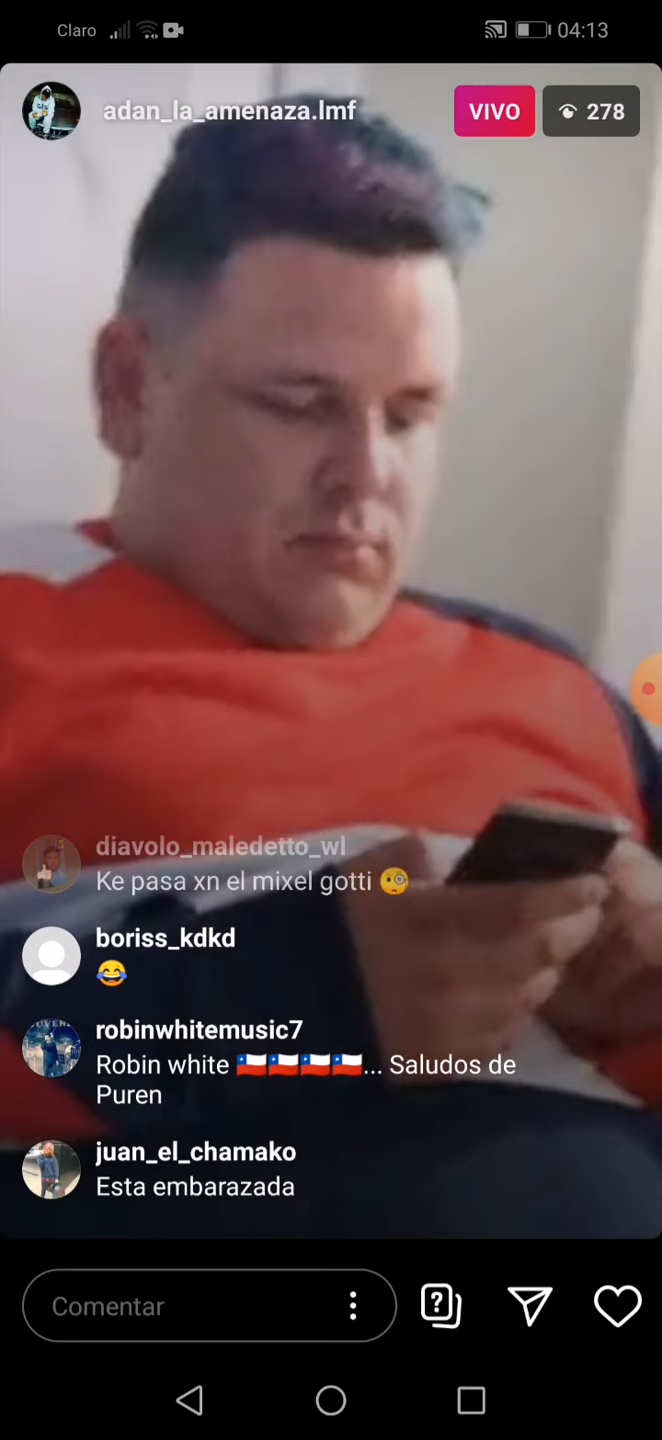 Claro 04:13
adan_la_amenaza.lmf VIVO 278
diavolo_maledetto_wl
Ke pasa xn el mixel gotti 🧐
boriss_kdkd
😂
robinwhitemusic7
Robin white 🇨🇱🇨🇱🇨🇱🇨🇱... Saludos de
Puren
juan_el_chamako
Esta embarazada
Comentar